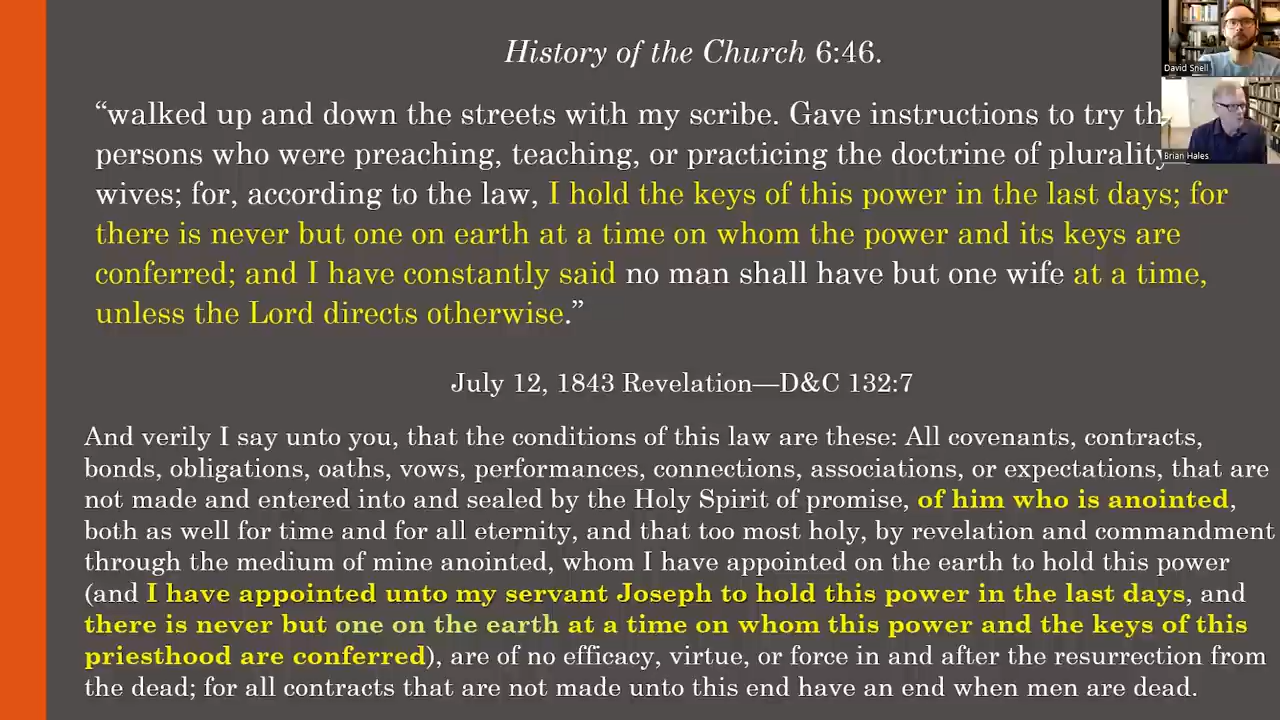 History of the Church 6:46.
David Snell
“walked up and down the streets with my scribe. Gave instructions to try
persons who were preaching, teaching, or practicing the doctrine of plurality
Brian Hales
wives; for, according to the law, I hold the keys of this power in the last days; for
there is never but one on earth at a time on whom the power and its keys are
conferred; and I have constantly said no man shall have but one wife at a time,
unless the Lord directs otherwise.”
July 12, 1843 Revelation—D&C 132:7
And verily I say unto you, that the conditions of this law are these: All covenants, contracts,
bonds, obligations, oaths, vows, performances, connections, associations, or expectations, that are
not made and entered into and sealed by the Holy Spirit of promise, of him who is anointed,
both as well for time and for all eternity, and that too most holy, by revelation and commandment
through the medium of mine anointed, whom I have appointed on the earth to hold this power
(and I have appointed unto my servant Joseph to hold this power in the last days, and
there is never but one on the earth at a time on whom this power and the keys of this
priesthood are conferred), are of no efficacy, virtue, or force in and after the resurrection from
the dead; for all contracts that are not made unto this end have an end when men are dead.